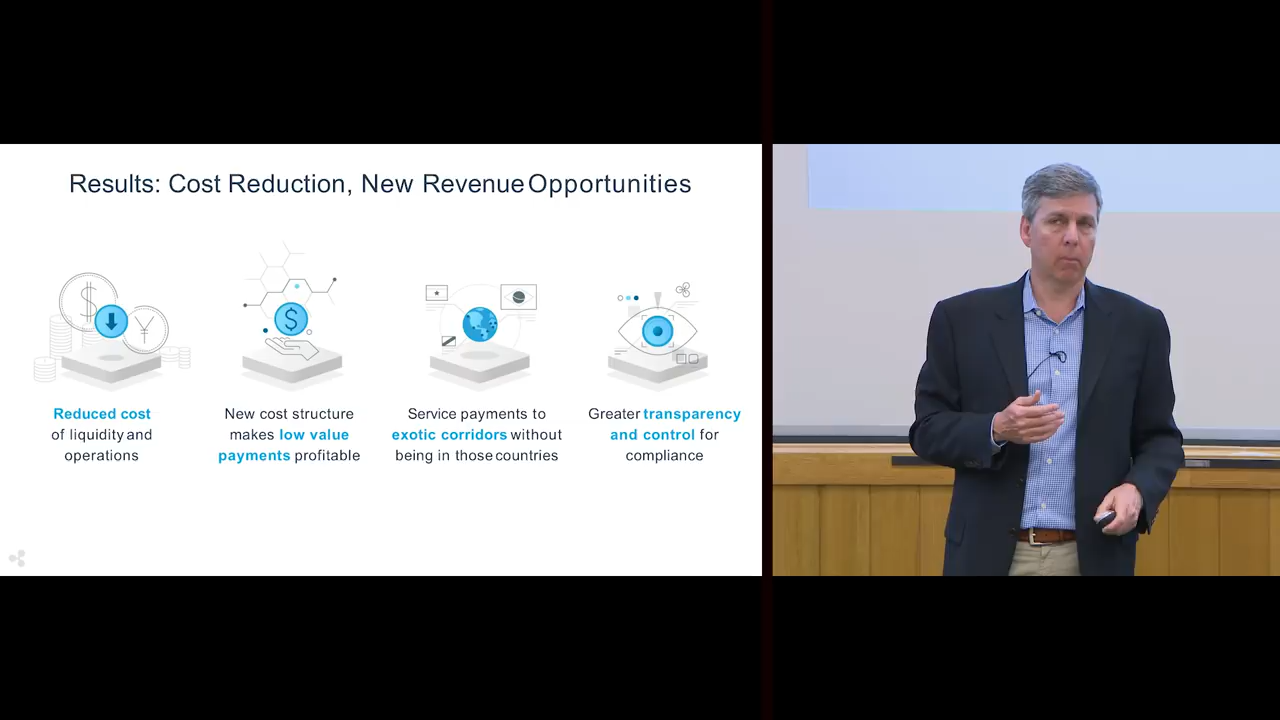 Results: Cost Reduction, New Revenue Opportunities
Reduced cost
of liquidity and
operations
New cost structure
makes low value
payments profitable
Service payments to
exotic corridors without
being in those countries
Greater transparency
and control for
compliance